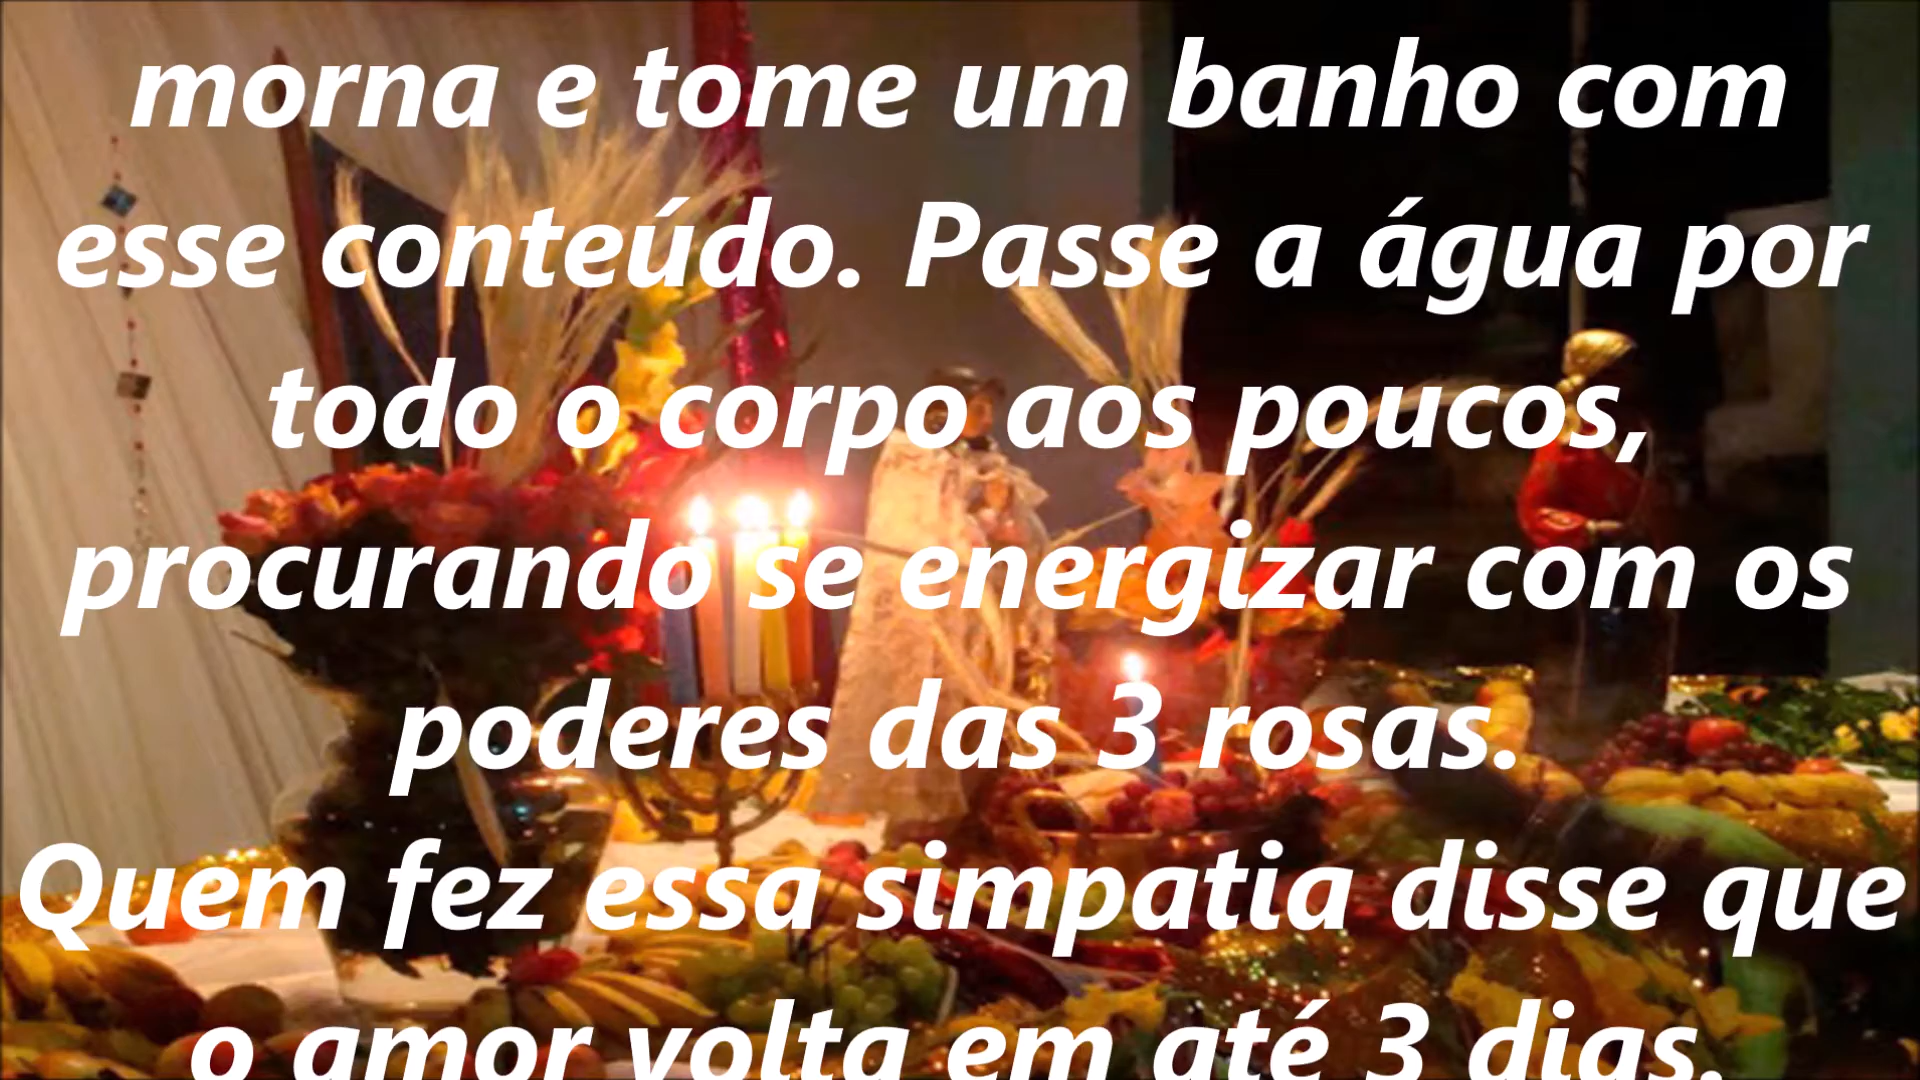 morna e tome um banho com
esse conteúdo. Passe a água por
todo o corpo aos poucos,
procurando se energizar com os
poderes das 3 rosas.
Quem fez essa simpatia disse que
o amor volta em até 3 dias.